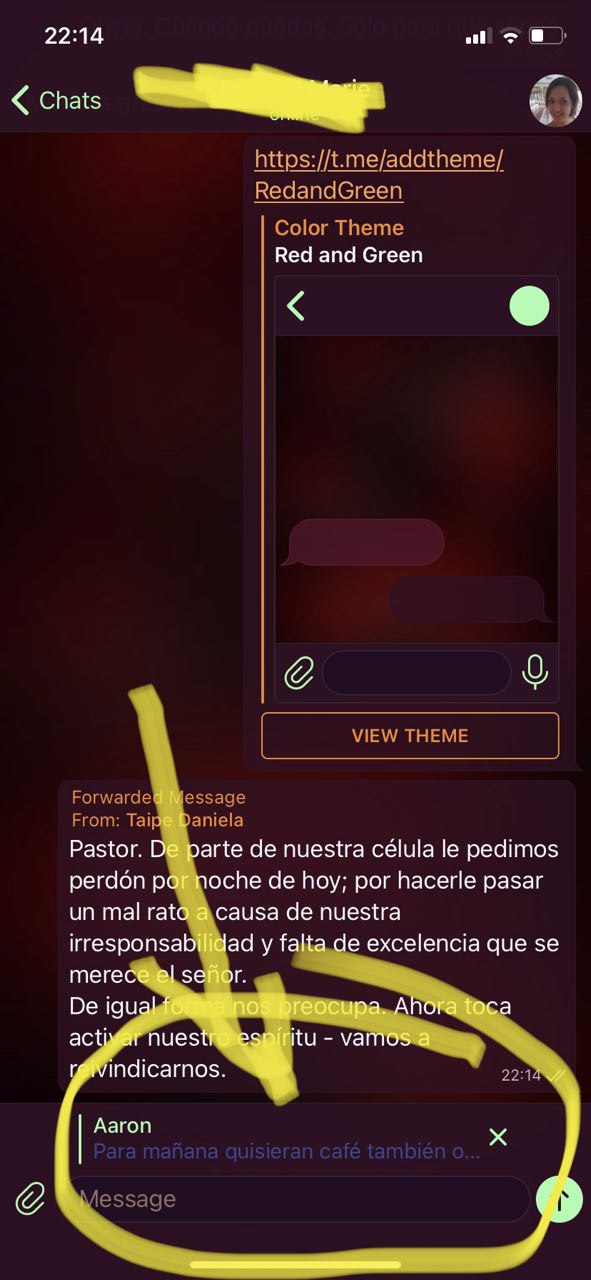 22:14
Chats
online
https://t.me/addtheme/
RedandGreen
Color Theme
Red and Green
VIEW THEME
Forwarded Message
From: Taipe Daniela
Pastor. De parte de nuestra célula le pedimos
perdón por noche de hoy; por hacerle pasar
un mal rato a causa de nuestra
irresponsabilidad y falta de excelencia que se
merece el señor.
De igual forma nos preocupa. Ahora toca
activar nuestro espíritu - vamos a
reivindicarnos.
22:14
Aaron
Para mañana quisieran café también o...
Message